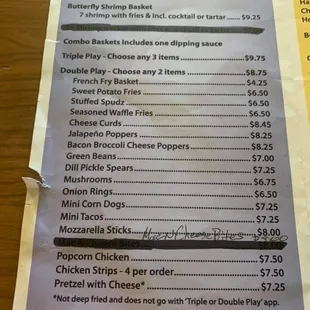 Butterfly Shrimp Basket
7 shrimp with fries & incl. cocktail or tartar ...... $9.25
Combo Baskets Includes one dipping sauce
Triple Play - Choose any 3 items $9.75
Double Play - Choose any 2 items $8.75
French Fry Basket $4.25
Sweet Potato Fries $6.50
Stuffed Spudz $6.50
Seasoned Waffle Fries $6.50
Cheese Curds $8.45
Jalapeño Poppers $8.25
Bacon Broccoli Cheese Poppers $8.25
Green Beans $7.00
Dill Pickle Spears $7.25
Mushrooms $6.75
Onion Rings $6.50
Mini Corn Dogs $7.25
Mini Tacos $7.25
Mozzarella Sticks $8.00
Cheese Bites
Popcorn Chicken $7.50
Chicken Strips - 4 per order $7.50
Pretzel with Cheese* $7.25
*Not deep fried and does not go with 'Triple or Double Play' app.